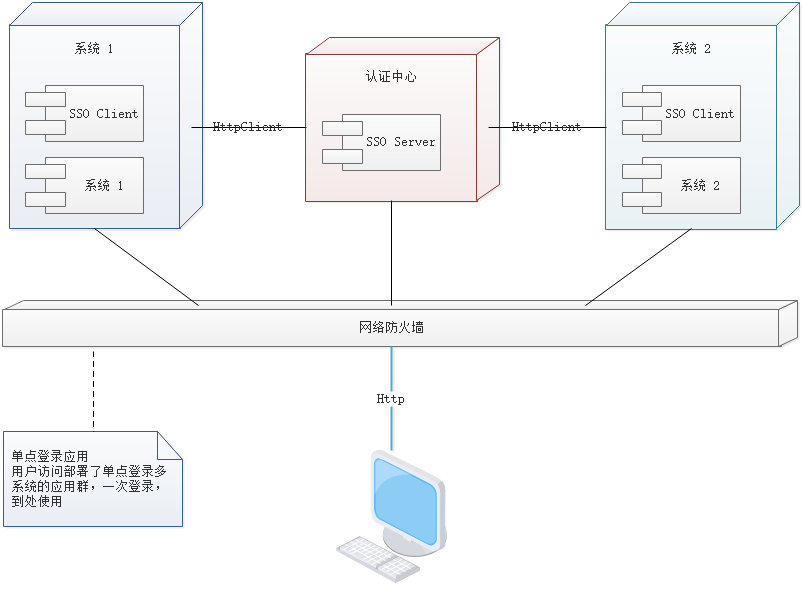 系统 1
认证中心
系统 2
SSO Client
SSO Client
HttpClient
HttpClient
SSO Server
系统 1
系统 2
网络防火墙
Http
单点登录应用
用户访问部署了单点登录多
系统的应用群，一次登录，
到处使用